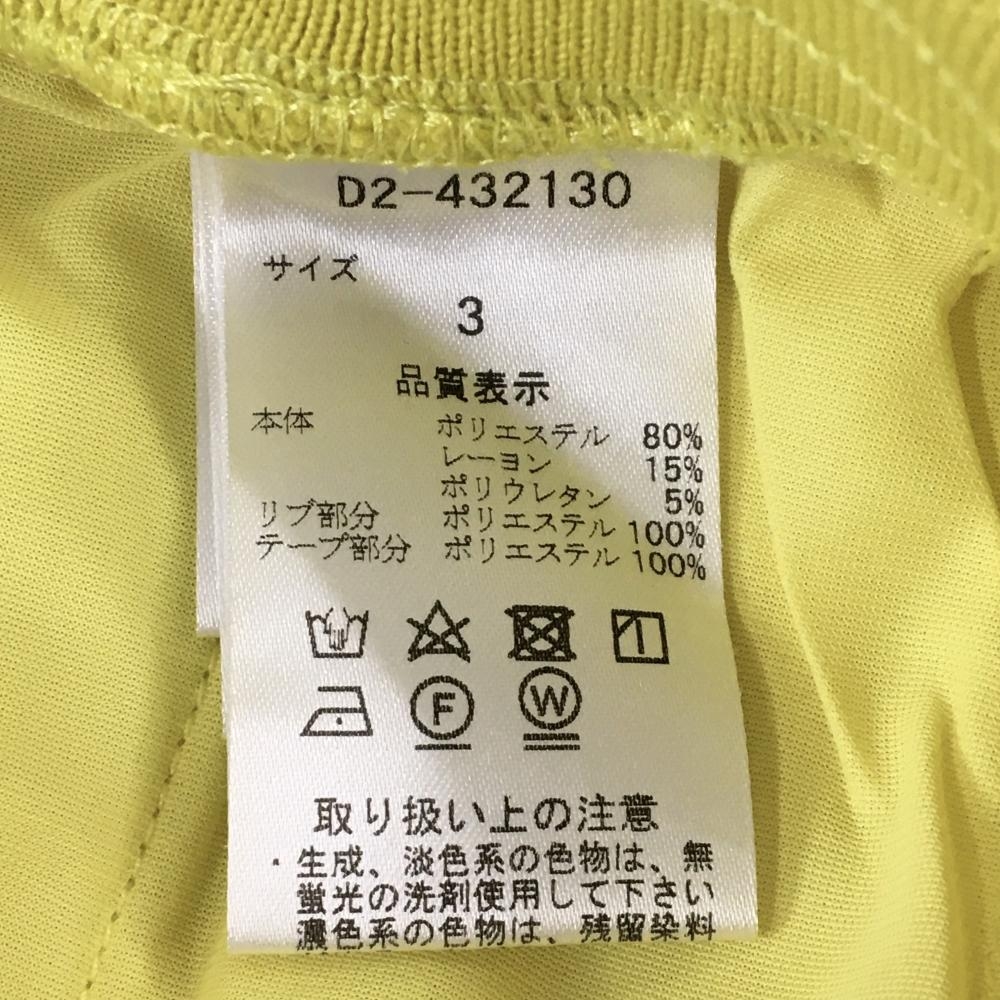 D2-432130
サイズ
3
品質表示
本体 ポリエステル 80%
レーヨン 15%
ポリウレタン 5%
リブ部分 ポリエステル 100%
テープ部分 ポリエステル 100%
F W
取り扱い上の注意
・生成、淡色系の色物は、無
蛍光の洗剤使用して下さい
濃色系の色物は、残留染料